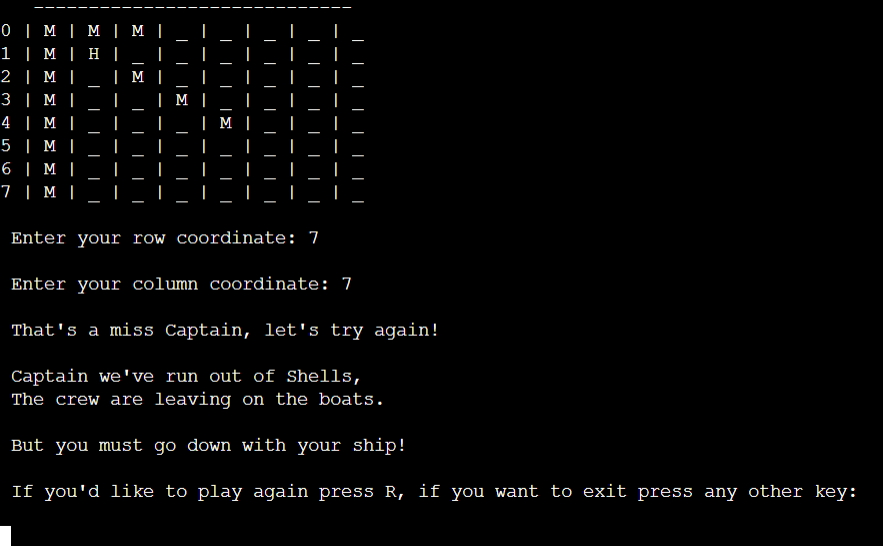 -----------------------------
0 | M | M | M | _ | _ | _ | _ | _
1 | M | H | _ | _ | _ | _ | _ | _
2 | M | _ | M | _ | _ | _ | _ | _
3 | M | _ | _ | M | _ | _ | _ | _
4 | M | _ | _ | _ | M | _ | _ | _
5 | M | _ | _ | _ | _ | _ | _ | _
6 | M | _ | _ | _ | _ | _ | _ | _
7 | M | _ | _ | _ | _ | _ | _ | _
Enter your row coordinate: 7
Enter your column coordinate: 7
That's a miss Captain, let's try again!
Captain we've run out of Shells,
The crew are leaving on the boats.
But you must go down with your ship!
If you'd like to play again press R, if you want to exit press any other key: